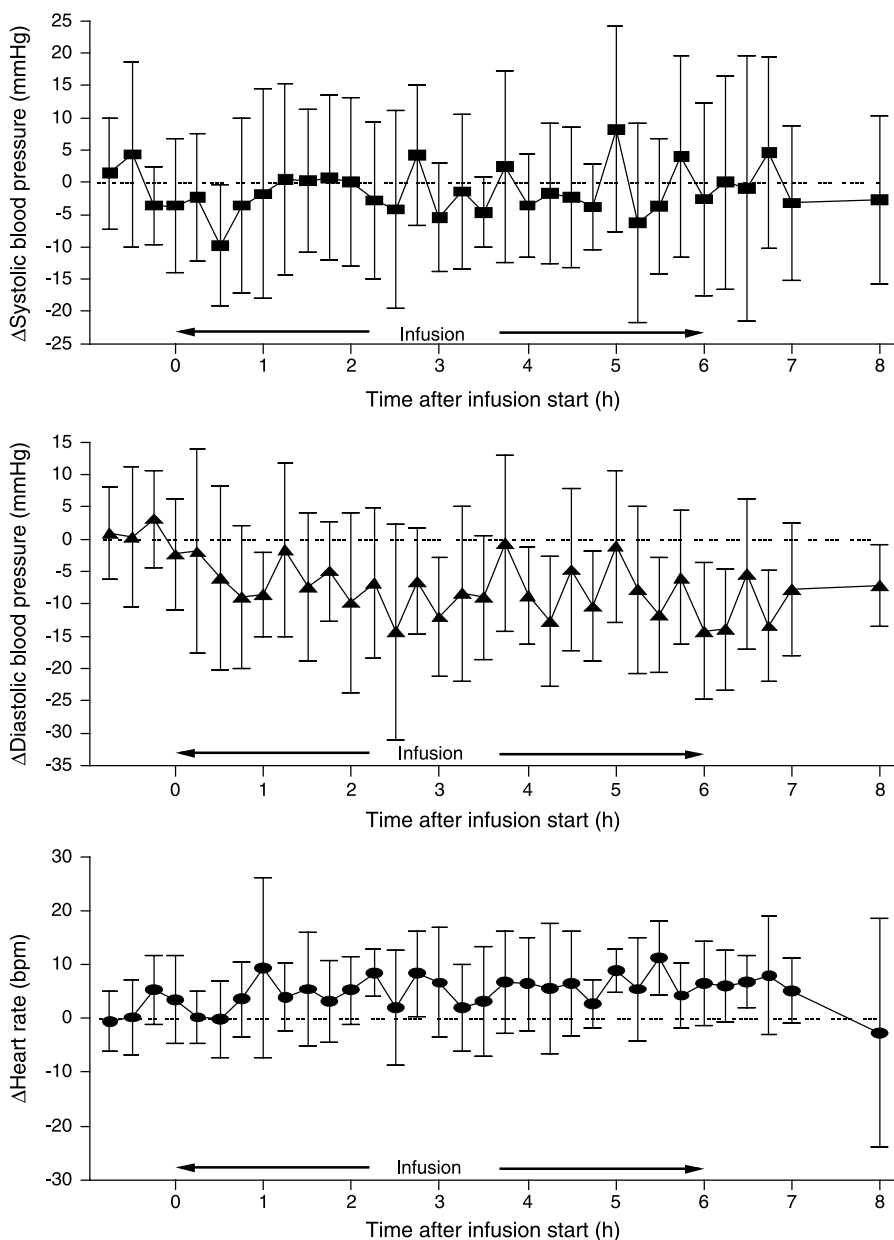 25
20
15
10
5
0
-5
-10
-15
-20
-25
ΔSystolic blood pressure (mmHg)
Infusion
0 1 2 3 4 5 6 7 8
Time after infusion start (h)
15
10
5
0
-5
-10
-15
-20
-25
-30
-35
ΔDiastolic blood pressure (mmHg)
Infusion
0 1 2 3 4 5 6 7 8
Time after infusion start (h)
30
20
10
0
-10
-20
-30
ΔHeart rate (bpm)
Infusion
0 1 2 3 4 5 6 7 8
Time after infusion start (h)